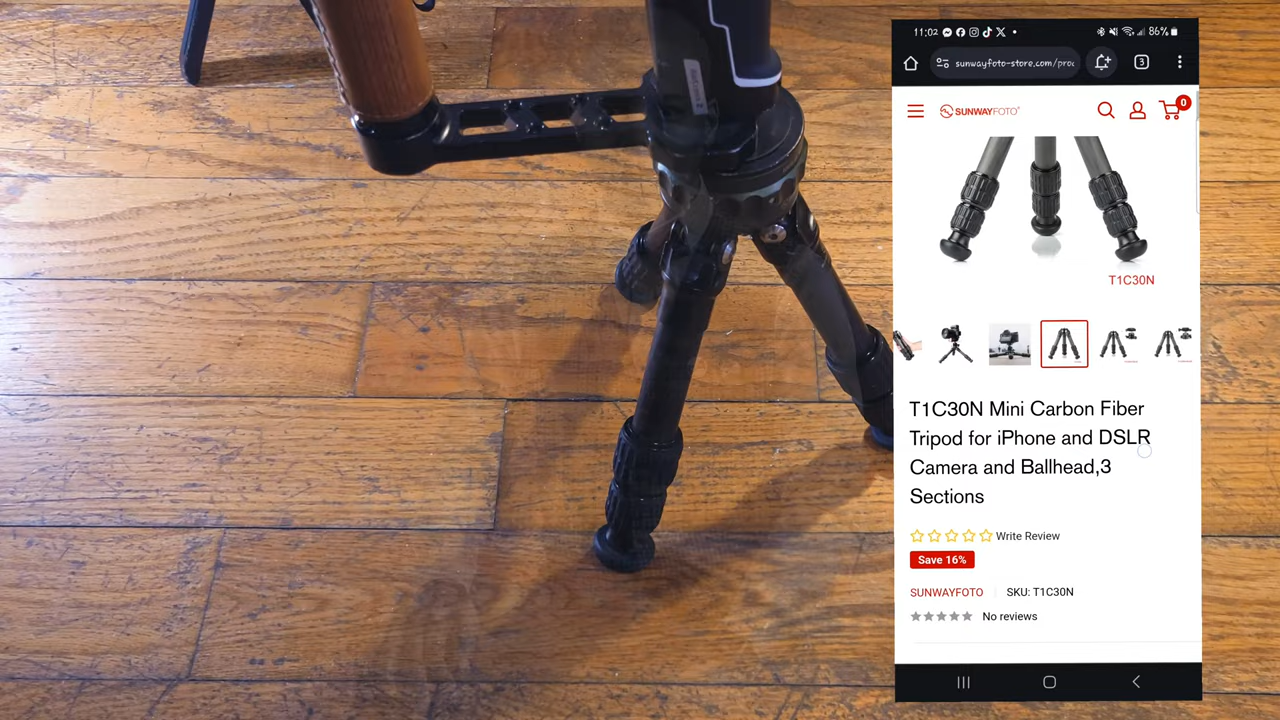 11:02
86%
sunwayfoto-store.com/proc
3
SUNWAYFOTO
0
T1C30N
T1C30N Mini Carbon Fiber
Tripod for iPhone and DSLR
Camera and Ballhead,3
Sections
Write Review
Save 16%
SUNWAYFOTO
SKU: T1C30N
No reviews